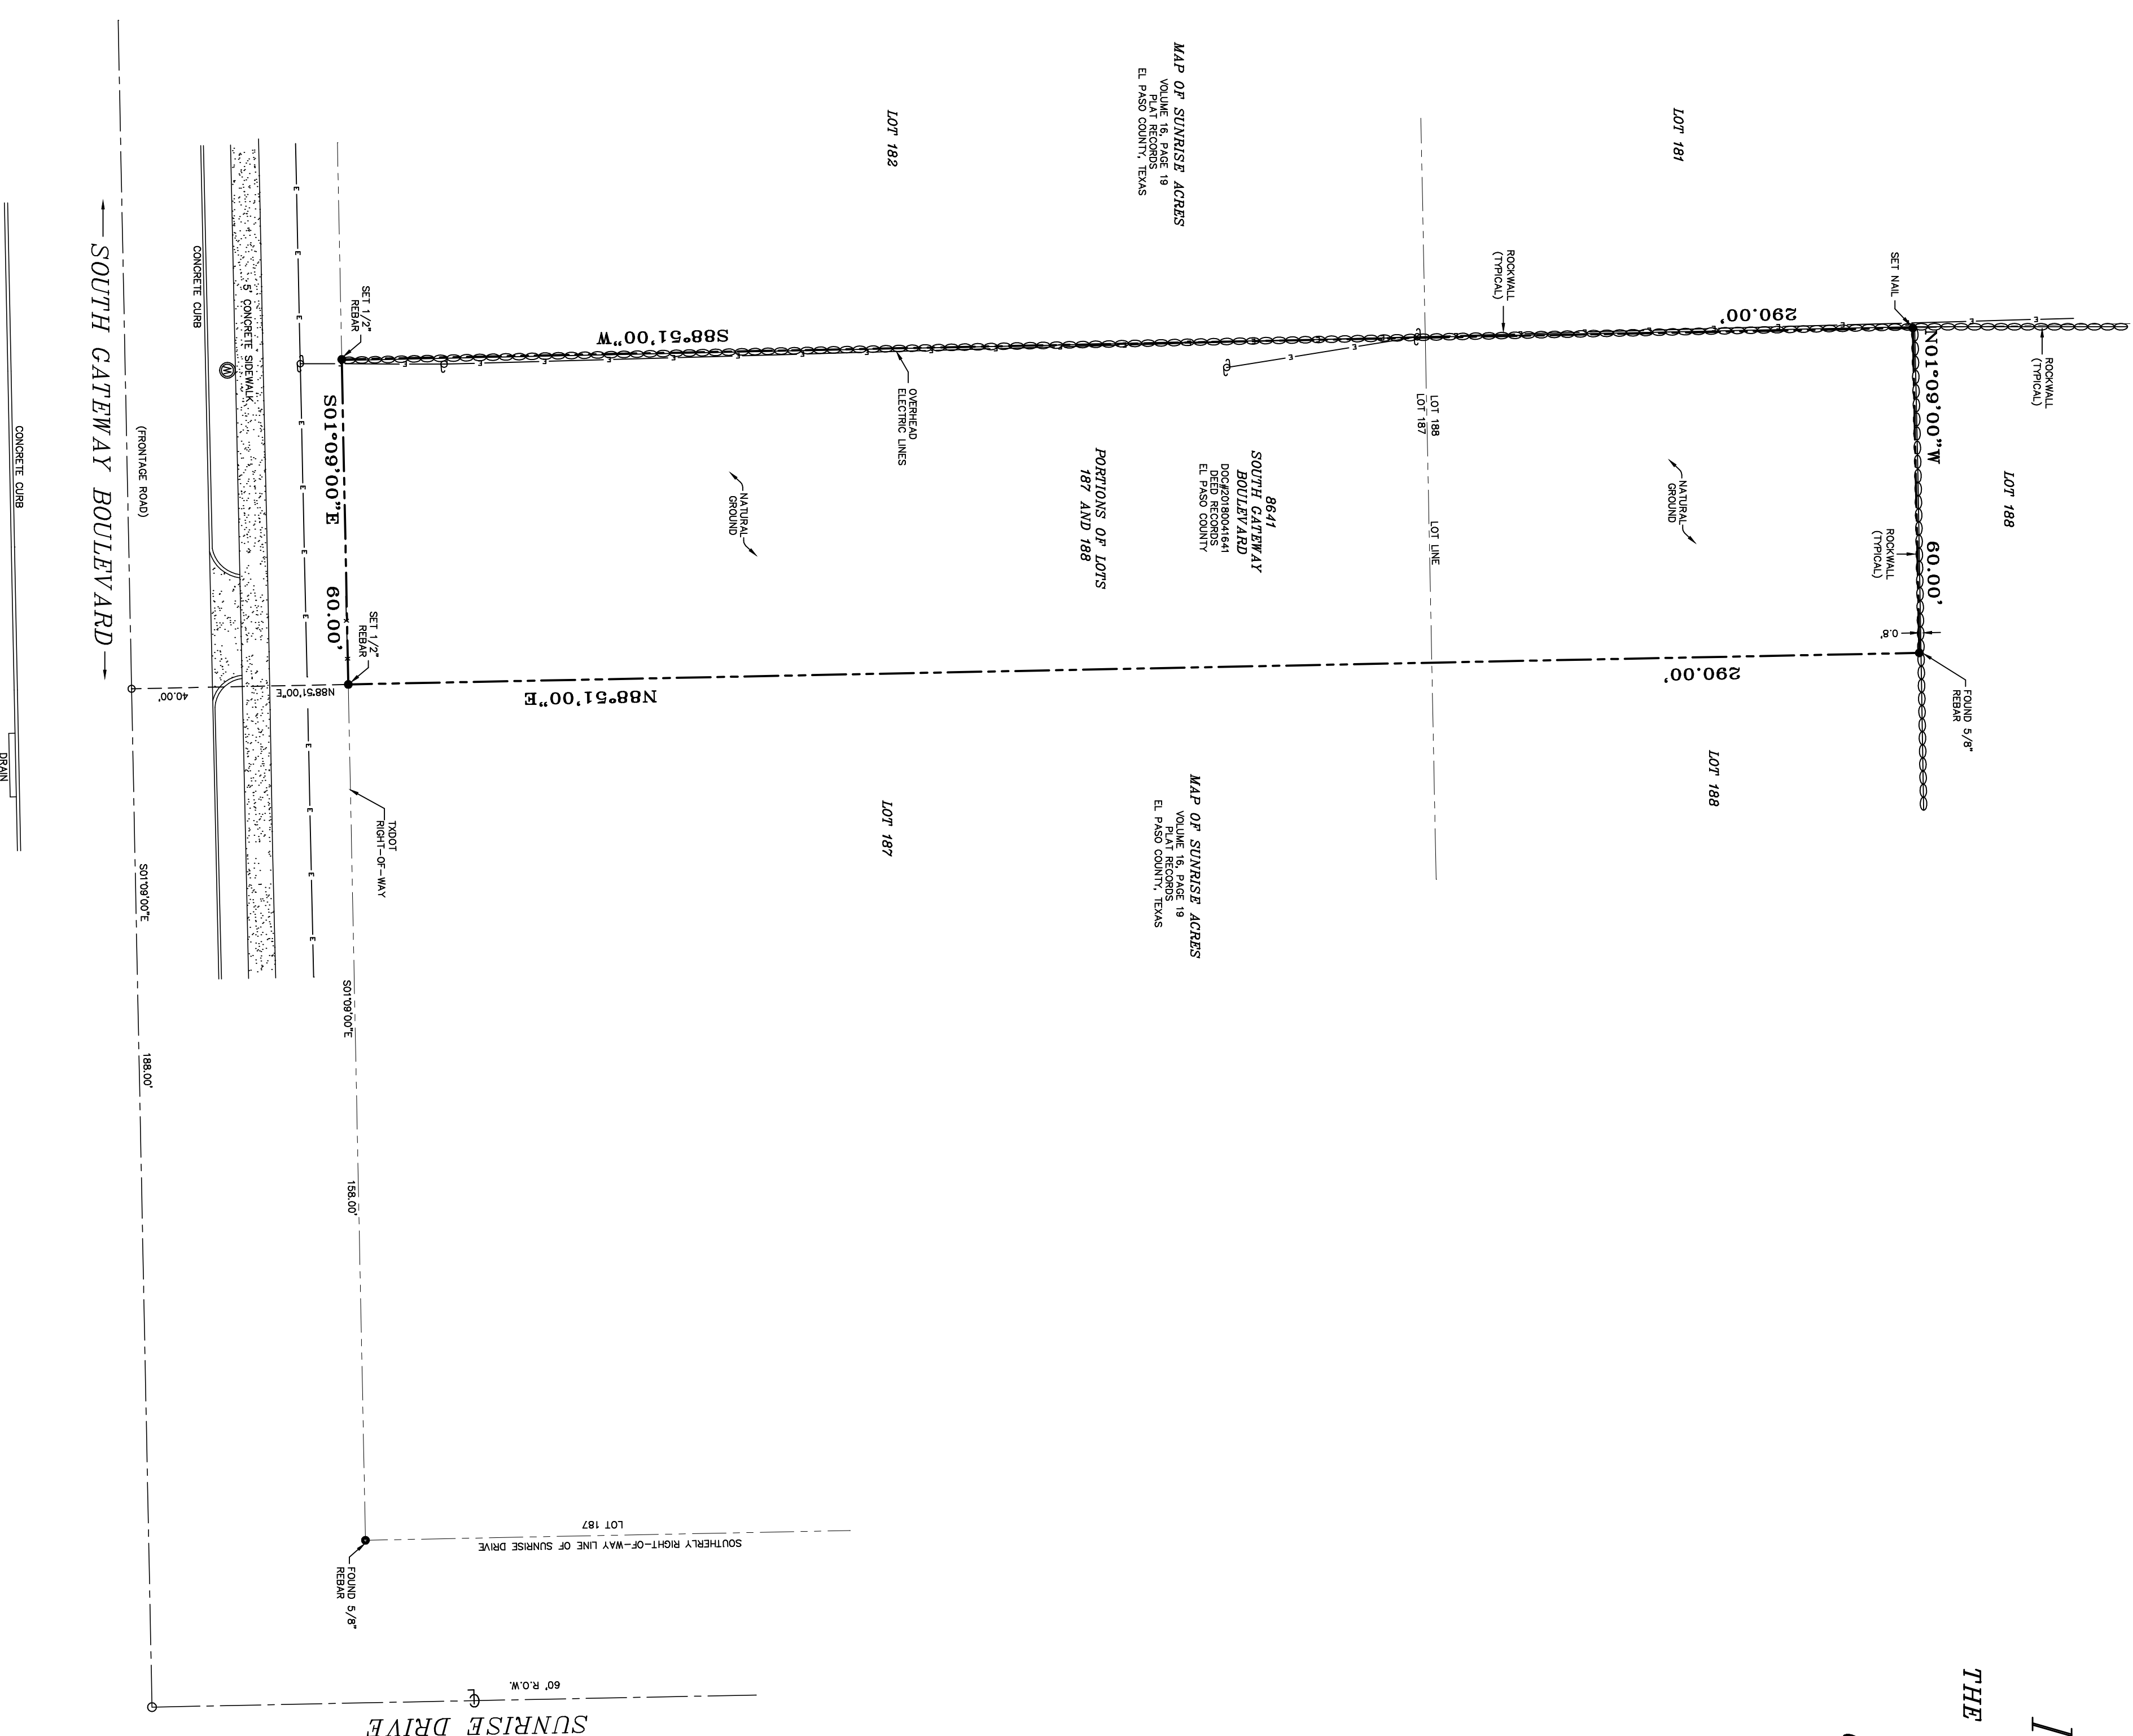 MAP OF SUNRISE ACRES
VOLUME 16, PAGE 19
PLAT RECORDS
EL PASO COUNTY, TEXAS
LOT 182
LOT 181
SET NAIL
ROCKWALL
(TYPICAL)
290.00'
S88°51'00"W
SET 1/2"
REBAR
5' CONCRETE SIDEWALK
CONCRETE CURB
SOUTH GATEWAY BOULEVARD
(FRONTAGE ROAD)
CONCRETE CURB
DRAIN
W
ROCKWALL
(TYPICAL)
N01°09'00"W 60.00'
LOT 188
ROCKWALL
(TYPICAL)
0.8'
FOUND 5/8"
REBAR
OVERHEAD
ELECTRIC LINES
LOT 188
LOT 187
LOT LINE
8641
SOUTH GATEWAY
BOULEVARD
DOC#20180041641
DEED RECORDS
EL PASO COUNTY
PORTIONS OF LOTS
187 AND 188
NATURAL
GROUND
NATURAL
GROUND
S01°09'00"E 60.00'
SET 1/2"
REBAR
N88°51'00"E
290.00'
N88°51'00"E
40.00'
LOT 188
MAP OF SUNRISE ACRES
VOLUME 16, PAGE 19
PLAT RECORDS
EL PASO COUNTY, TEXAS
LOT 187
TXDOT
RIGHT-OF-WAY
S01°09'00"E
188.00'
S01°09'00"E
158.00'
LOT 187
SOUTHERLY RIGHT-OF-WAY LINE OF SUNRISE DRIVE
FOUND 5/8"
REBAR
60' R.O.W.
SUNRISE DRIVE
THE